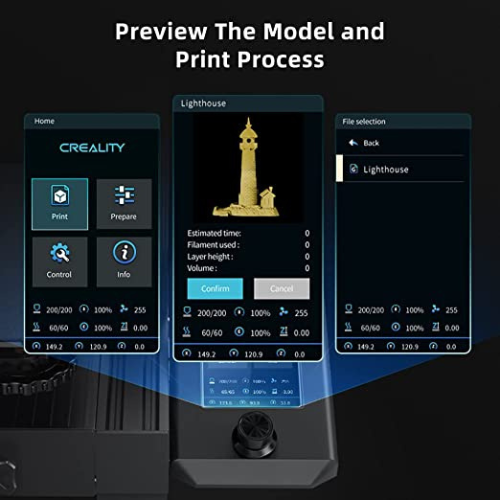 Preview The Model and
Print Process
Home
CREALITY
Print
Prepare
Control
Info
200/200 100% 255
60/60 100% 0.00
149.2 120.9 0.0
Lighthouse
Estimated time: 0
Filament used : 0
Layer height : 0
Volume : 0
Confirm Cancel
200/200 100% 255
60/60 100% 0.00
149.2 120.9 0.0
File selection
Back
Lighthouse
200/200 100% 255
60/60 100% 0.00
149.2 120.9 0.0